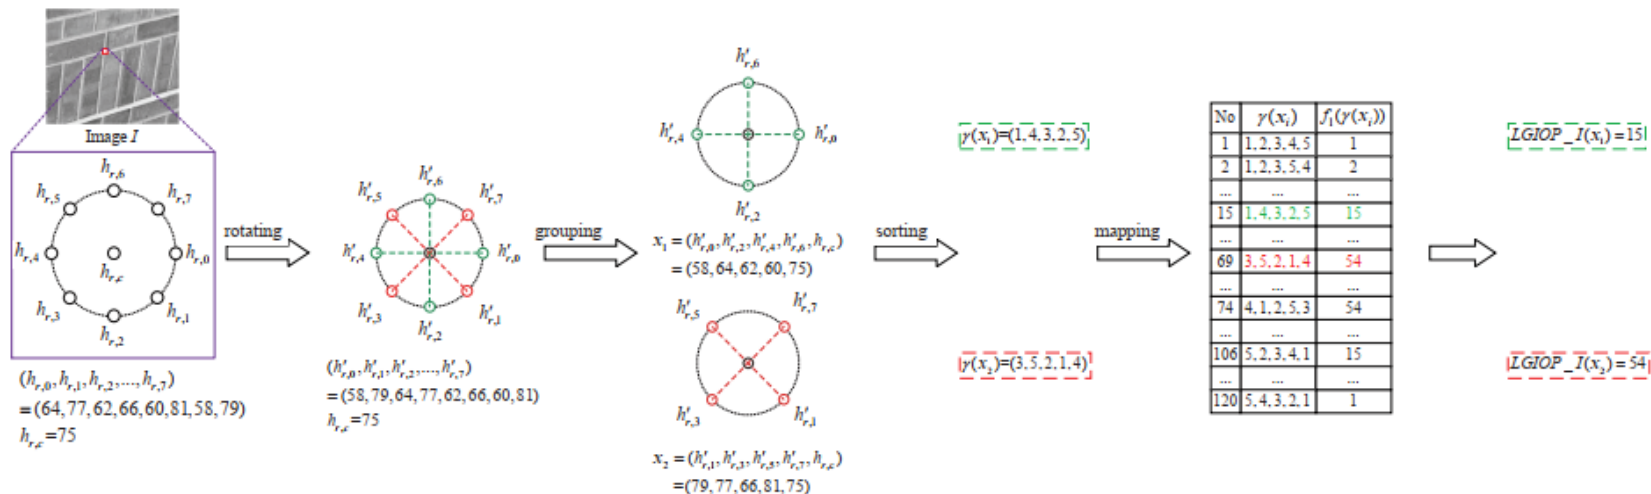 Image I
h_{r,6}
h_{r,5}
h_{r,7}
h_{r,4}
h_{r,c}
h_{r,0}
h_{r,3}
h_{r,1}
h_{r,2}
(h_{r,0}, h_{r,1}, h_{r,2}, ..., h_{r,7})
= (64, 77, 62, 66, 60, 81, 58, 79)
h_{r,c} = 75
rotating
h'_{r,6}
h'_{r,5}
h'_{r,7}
h'_{r,4}
h'_{r,0}
h'_{r,3}
h'_{r,1}
h'_{r,2}
(h'_{r,0}, h'_{r,1}, h'_{r,2}, ..., h'_{r,7})
= (58, 79, 64, 77, 62, 66, 60, 81)
h_{r,c} = 75
grouping
h'_{r,6}
h'_{r,4}
h'_{r,0}
h'_{r,2}
x_1 = (h'_{r,0}, h'_{r,2}, h'_{r,4}, h'_{r,6}, h_{r,c})
= (58, 64, 62, 60, 75)
h'_{r,5}
h'_{r,7}
h'_{r,3}
h'_{r,1}
x_2 = (h'_{r,1}, h'_{r,3}, h'_{r,5}, h'_{r,7}, h_{r,c})
= (79, 77, 66, 81, 75)
sorting
γ(x_1)=(1, 4, 3, 2, 5)
γ(x_2)=(3, 5, 2, 1, 4)
mapping
No γ(x_i) f_1(γ(x_i))
1 1, 2, 3, 4, 5 1
2 1, 2, 3, 5, 4 2
... ... ...
15 1, 4, 3, 2, 5 15
... ... ...
69 3, 5, 2, 1, 4 54
... ... ...
74 4, 1, 2, 5, 3 54
... ... ...
106 5, 2, 3, 4, 1 15
... ... ...
120 5, 4, 3, 2, 1 1
LGIOP_I(x_1) = 15
LGIOP_I(x_2) = 54